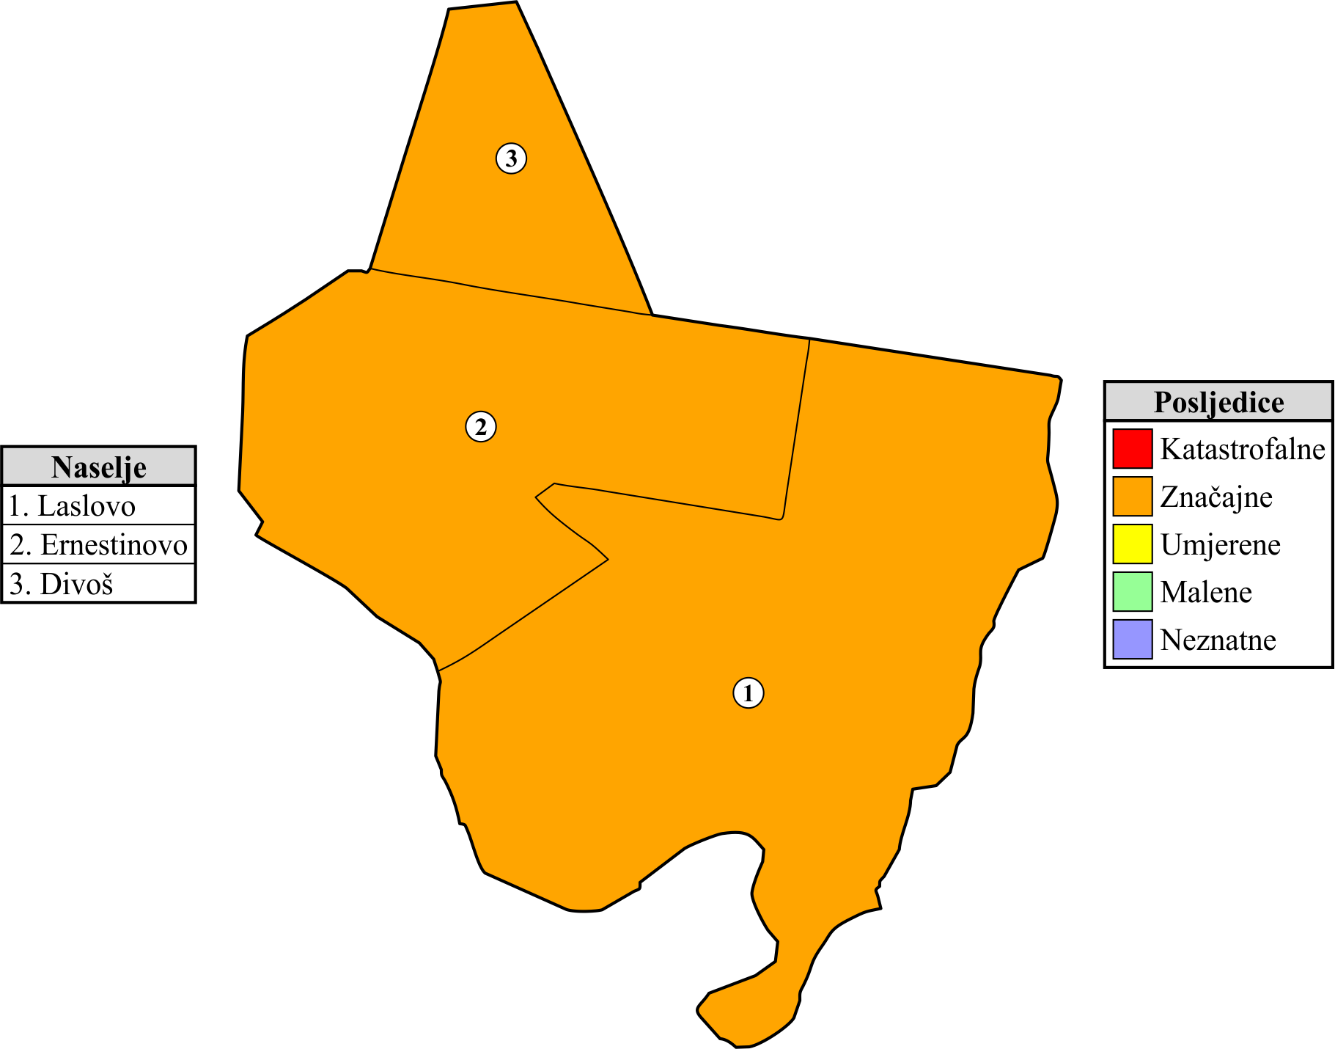 3
2
1
Naselje
1. Laslovo
2. Ernestinovo
3. Divoš
Posljedice
Katastrofalne
Značajne
Umjerene
Malene
Neznatne